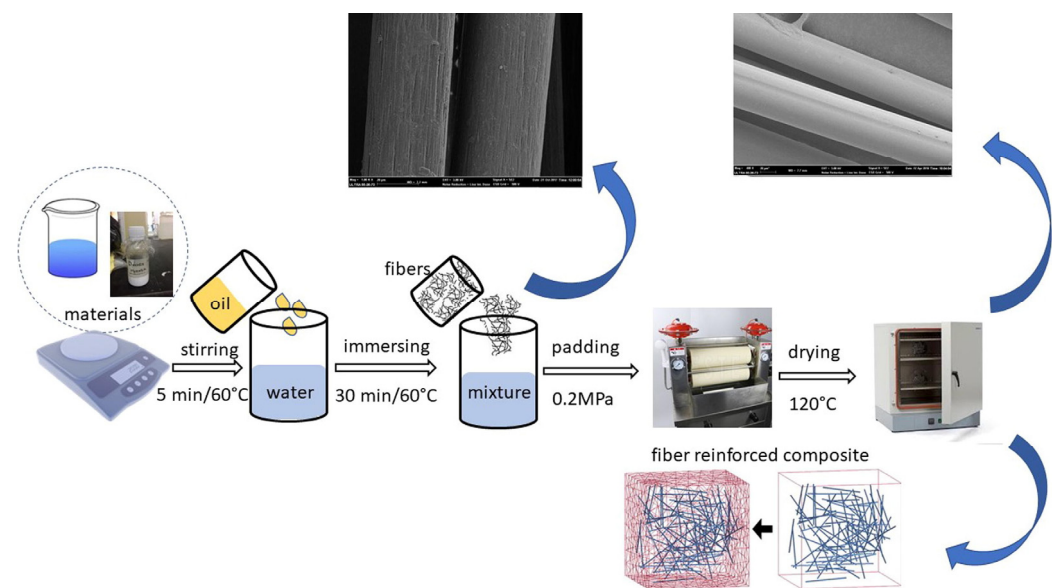 materials
oil
fibers
stirring
immersing
padding
drying
5 min/60°C
water
30 min/60°C
mixture
0.2MPa
120°C
fiber reinforced composite